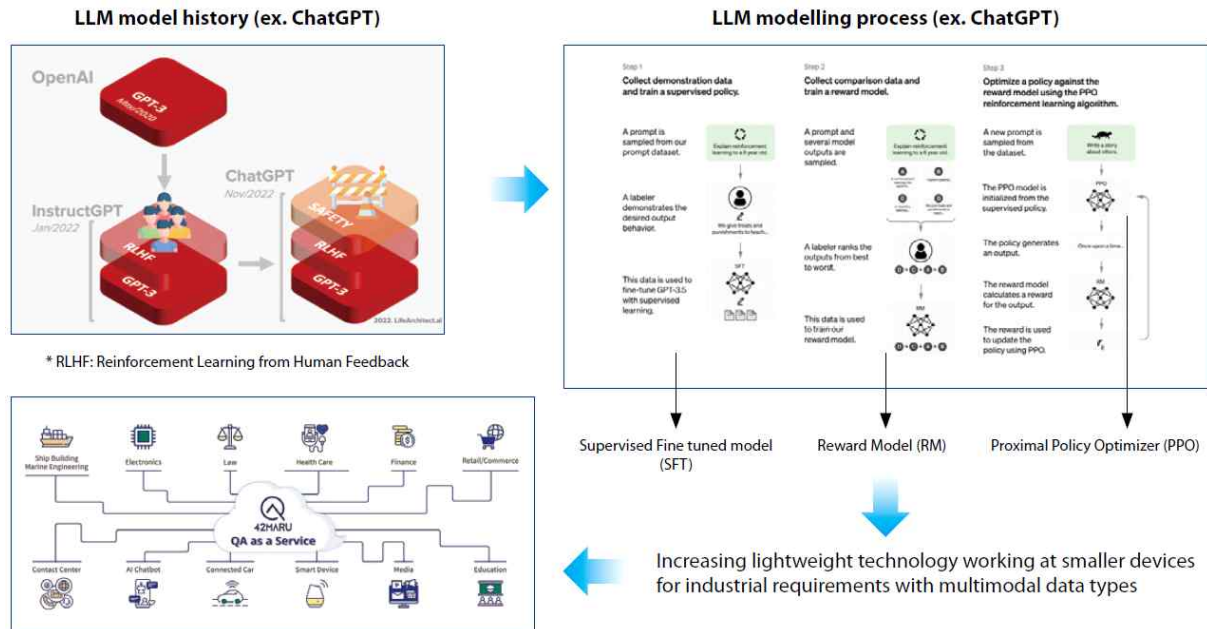 LLM model history (ex. ChatGPT)
OpenAI
GPT-3
May/2020
ChatGPT
Nov/2022
InstructGPT
Jan/2022
SAFETY
RLHF
RLHF
GPT-3
GPT-3
2022. LifeArchitect.ai
* RLHF: Reinforcement Learning from Human Feedback
LLM modelling process (ex. ChatGPT)
Step 1
Collect demonstration data
and train a supervised policy.
A prompt is
sampled from our
prompt dataset.
Explain reinforcement
learning to a 6 year old.
A labeler
demonstrates the
desired output
behavior.
We give treats and
punishments to teach...
This data is used to
fine-tune GPT-3.5
with supervised
learning.
SFT
Step 2
Collect comparison data and
train a reward model.
A prompt and
several model
outputs are
sampled.
Explain reinforcement
learning to a 6 year old.
A
B
C
D
A labeler ranks the
outputs from best
to worst.
D > C > A > B
This data is used
to train our
reward model.
RM
D > C > A > B
Step 3
Optimize a policy against the
reward model using the PPO
reinforcement learning algorithm.
A new prompt is
sampled from
the dataset.
Write a story
about otters.
The PPO model is
initialized from the
supervised policy.
PPO
The policy generates
an output.
Once upon a time...
The reward model
calculates a reward
for the output.
RM
The reward is used
to update the
policy using PPO.
Supervised Fine tuned model
(SFT)
Reward Model (RM)
Proximal Policy Optimizer (PPO)
Increasing lightweight technology working at smaller devices
for industrial requirements with multimodal data types
Ship Building
Marine Engineering
Electronics
Law
Health Care
Finance
Retail/Commerce
42MARU
QA as a Service
Contact Center
AI Chatbot
Connected Car
Smart Device
Media
Education